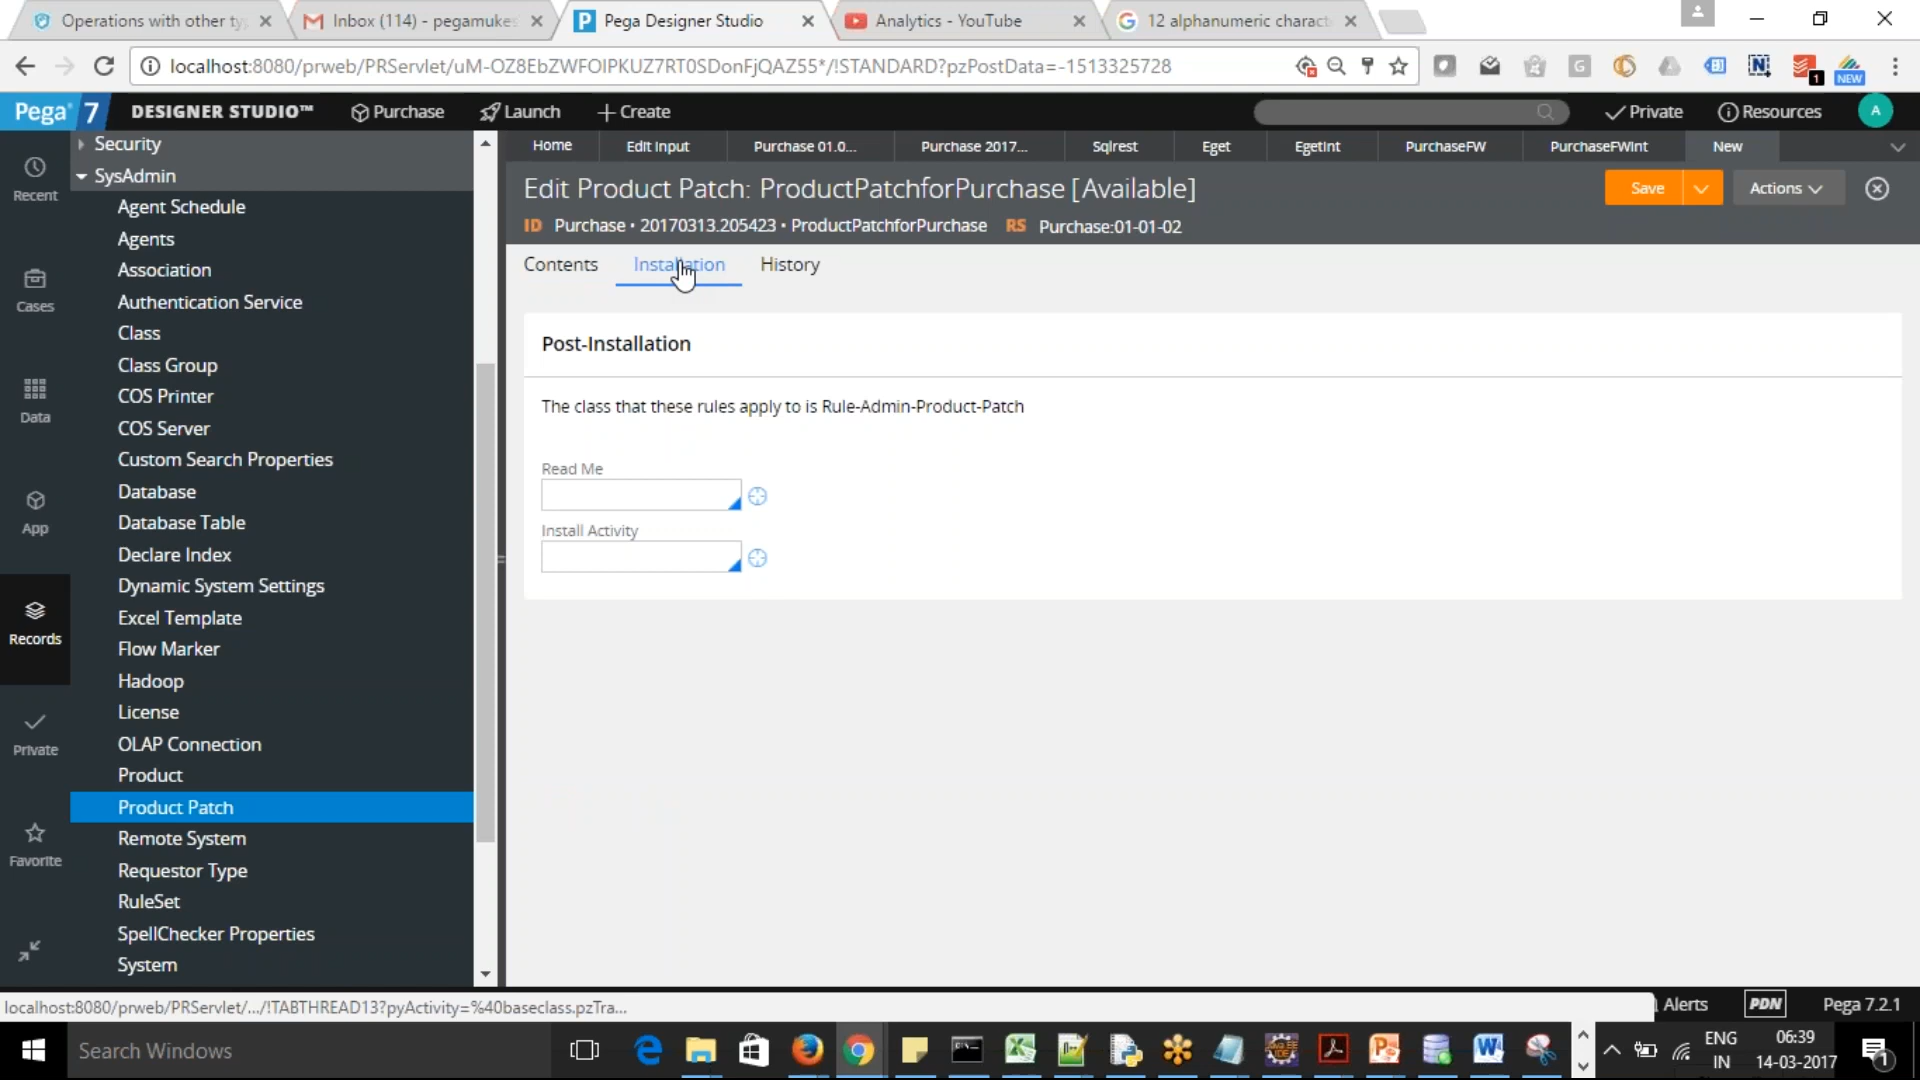 Operations with other ty
Inbox (114) - pegamuke
Pega Designer Studio
Analytics - YouTube
12 alphanumeric charact
localhost:8080/prweb/PRServlet/uM-OZ8EbZWFOIPKUZ7RT0SDonFjQAZ55*/!STANDARD?pzPostData=-1513325728
NEW
Pega 7
DESIGNER STUDIO™
Purchase
Launch
Create
Private
Resources
A
Recent
Cases
Data
App
Records
Private
Favorite
Security
SysAdmin
Agent Schedule
Agents
Association
Authentication Service
Class
Class Group
COS Printer
COS Server
Custom Search Properties
Database
Database Table
Declare Index
Dynamic System Settings
Excel Template
Flow Marker
Hadoop
License
OLAP Connection
Product
Product Patch
Remote System
Requestor Type
RuleSet
SpellChecker Properties
System
Home
Edit Input
Purchase 01.0...
Purchase 2017...
Sqlrest
Eget
EgetInt
PurchaseFW
PurchaseFWInt
New
Edit Product Patch: ProductPatchforPurchase [Available]
Save
Actions
ID Purchase • 20170313.205423 • ProductPatchforPurchase RS Purchase:01-01-02
Contents
Installation
History
Post-Installation
The class that these rules apply to is Rule-Admin-Product-Patch
Read Me
Install Activity
localhost:8080/prweb/PRServlet/.../!TABTHREAD13?pyActivity=%40baseclass.pzTra...
Alerts
PDN
Pega 7.2.1
Search Windows
ENG
IN
06:39
14-03-2017
1